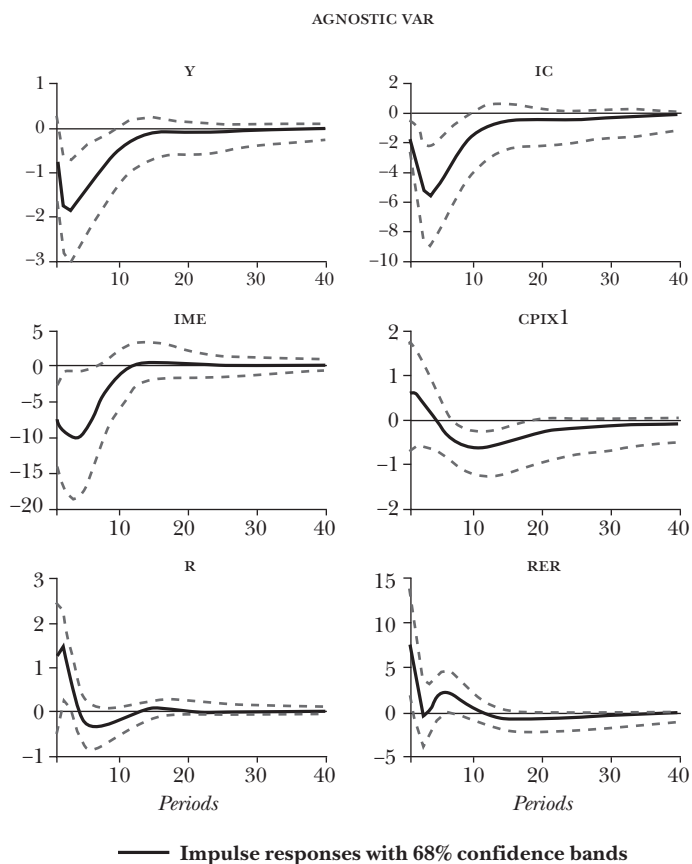 AGNOSTIC VAR
Y
1
0
–1
–2
–3
10 20 30 40
IC
2
0
–2
–4
–6
–8
–10
10 20 30 40
IME
5
0
–5
–10
–15
–20
10 20 30 40
CPIX1
2
1
0
–1
–2
10 20 30 40
R
3
2
1
0
–1
10 20 30 40
Periods
RER
15
10
5
0
–5
10 20 30 40
Periods
Impulse responses with 68% confidence bands